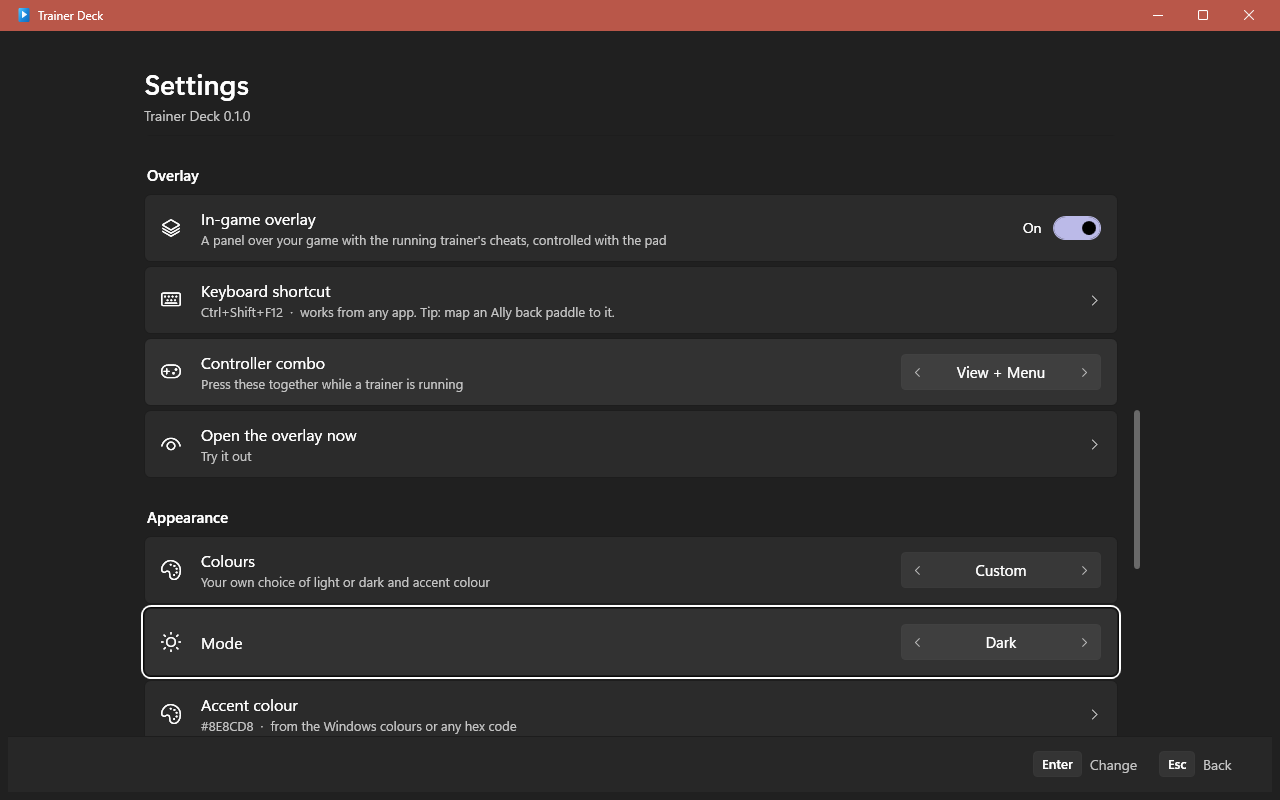 Trainer Deck
Settings
Trainer Deck 0.1.0
Overlay
In-game overlay
A panel over your game with the running trainer's cheats, controlled with the pad
On
Keyboard shortcut
Ctrl+Shift+F12 · works from any app. Tip: map an Ally back paddle to it.
Controller combo
Press these together while a trainer is running
View + Menu
Open the overlay now
Try it out
Appearance
Colours
Your own choice of light or dark and accent colour
Custom
Mode
Dark
Accent colour
#8E8CD8 · from the Windows colours or any hex code
Enter Change Esc Back